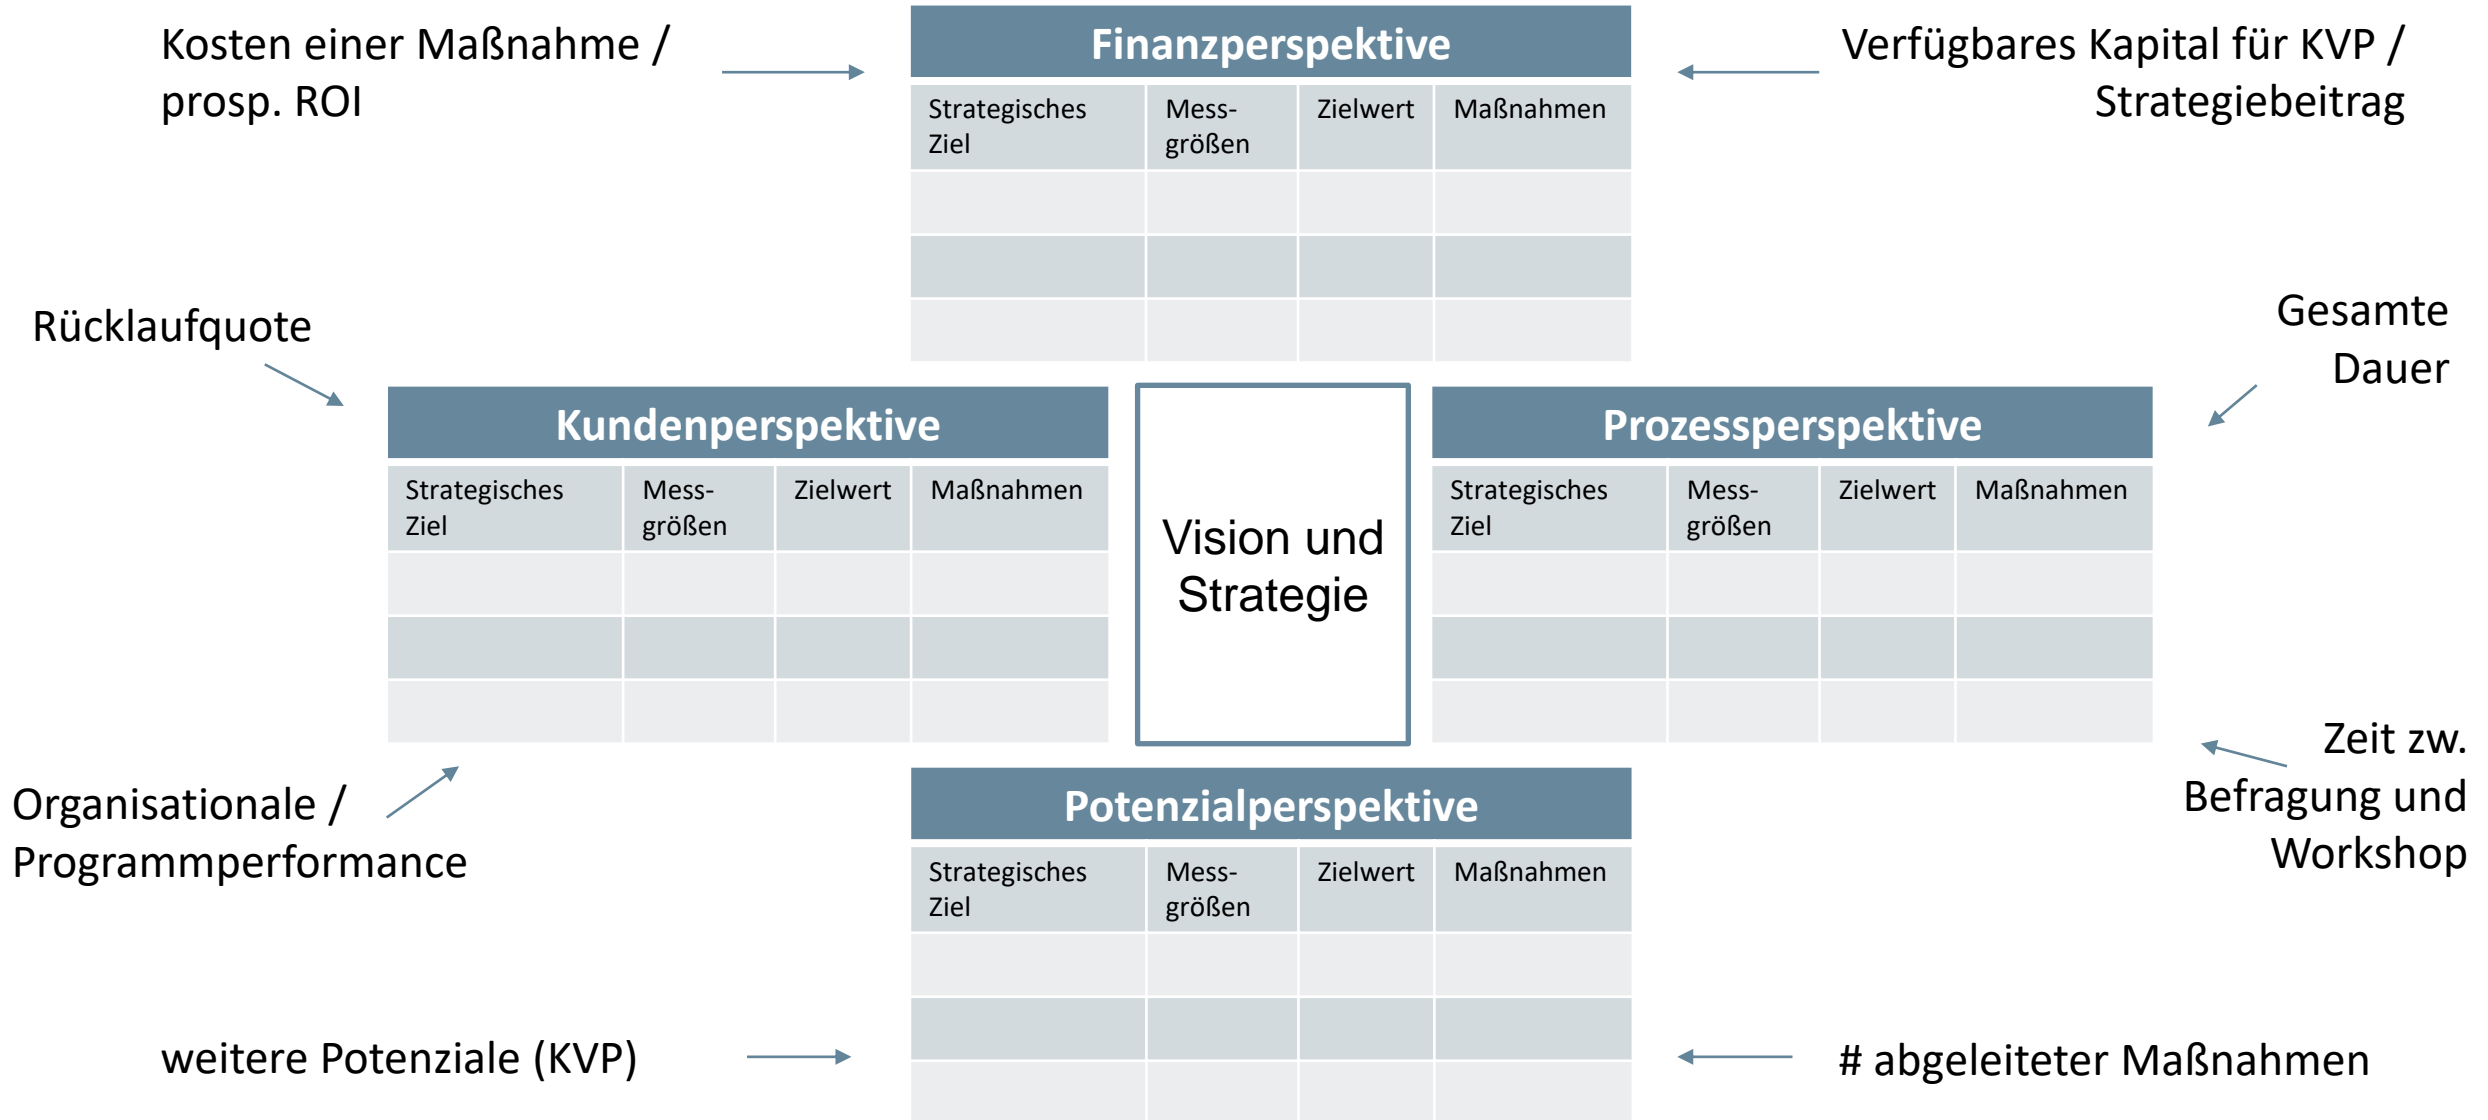 Kosten einer Maßnahme /
prosp. ROI
Finanzperspektive
Strategisches
Ziel
Mess-
größen
Zielwert
Maßnahmen
Verfügbares Kapital für KVP /
Strategiebeitrag
Rücklaufquote
Kundenperspektive
Strategisches
Ziel
Mess-
größen
Zielwert
Maßnahmen
Organisationale /
Programmperformance
Vision und
Strategie
Gesamte
Dauer
Prozessperspektive
Strategisches
Ziel
Mess-
größen
Zielwert
Maßnahmen
Zeit zw.
Befragung und
Workshop
Potenzialperspektive
Strategisches
Ziel
Mess-
größen
Zielwert
Maßnahmen
weitere Potenziale (KVP)
# abgeleiteter Maßnahmen